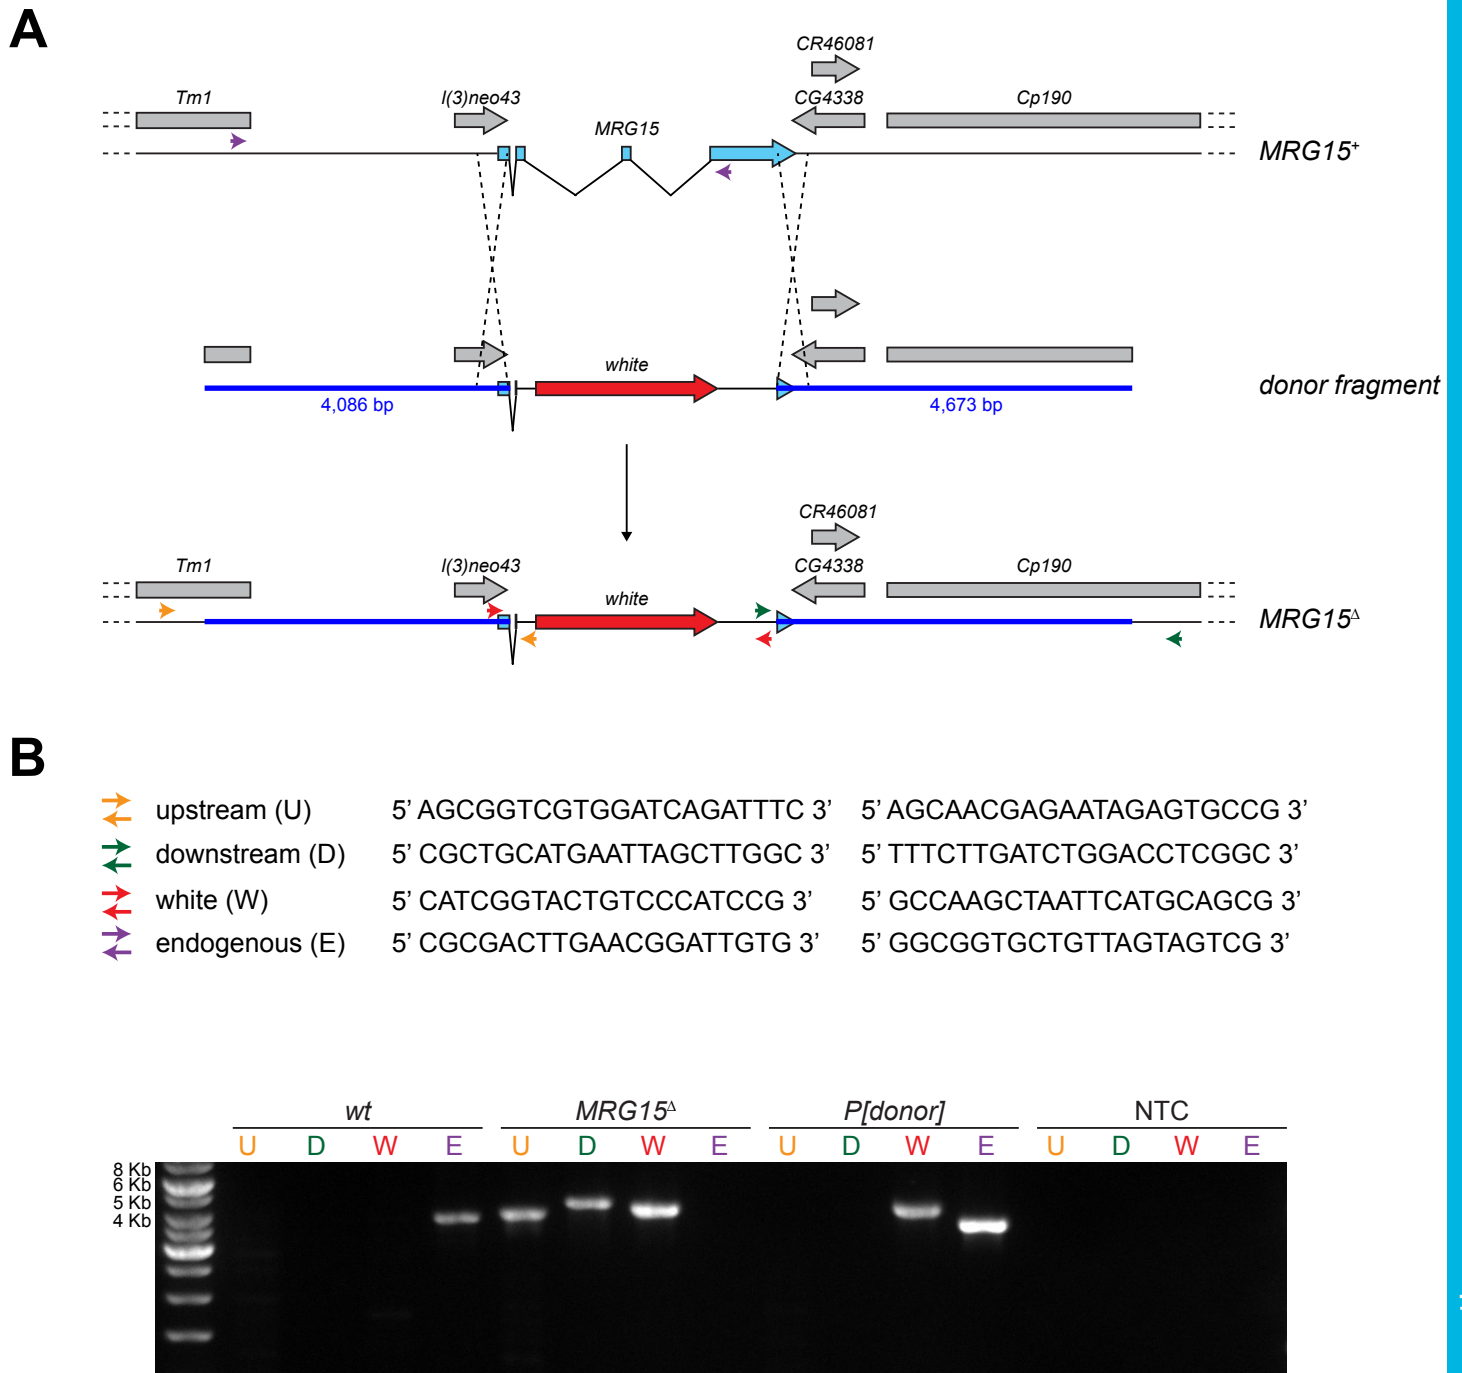 A
CR46081
Tm1
l(3)neo43
CG4338
Cp190
MRG15
MRG15+
white
donor fragment
4,086 bp
4,673 bp
CR46081
Tm1
l(3)neo43
CG4338
Cp190
white
MRG15Δ
B
upstream (U) 5’ AGCGGTCGTGGATCAGATTTC 3’ 5’ AGCAACGAGAATAGAGTGCCG 3’
downstream (D) 5’ CGCTGCATGAATTAGCTTGGC 3’ 5’ TTTCTTGATCTGGACCTCGGC 3’
white (W) 5’ CATCGGTACTGTCCCATCCG 3’ 5’ GCCAAGCTAATTCATGCAGCG 3’
endogenous (E) 5’ CGCGACTTGAACGGATTGTG 3’ 5’ GGCGGTGCTGTTAGTAGTCG 3’
wt MRG15Δ P[donor] NTC
U D W E U D W E U D W E U D W E
8 Kb
6 Kb
5 Kb
4 Kb